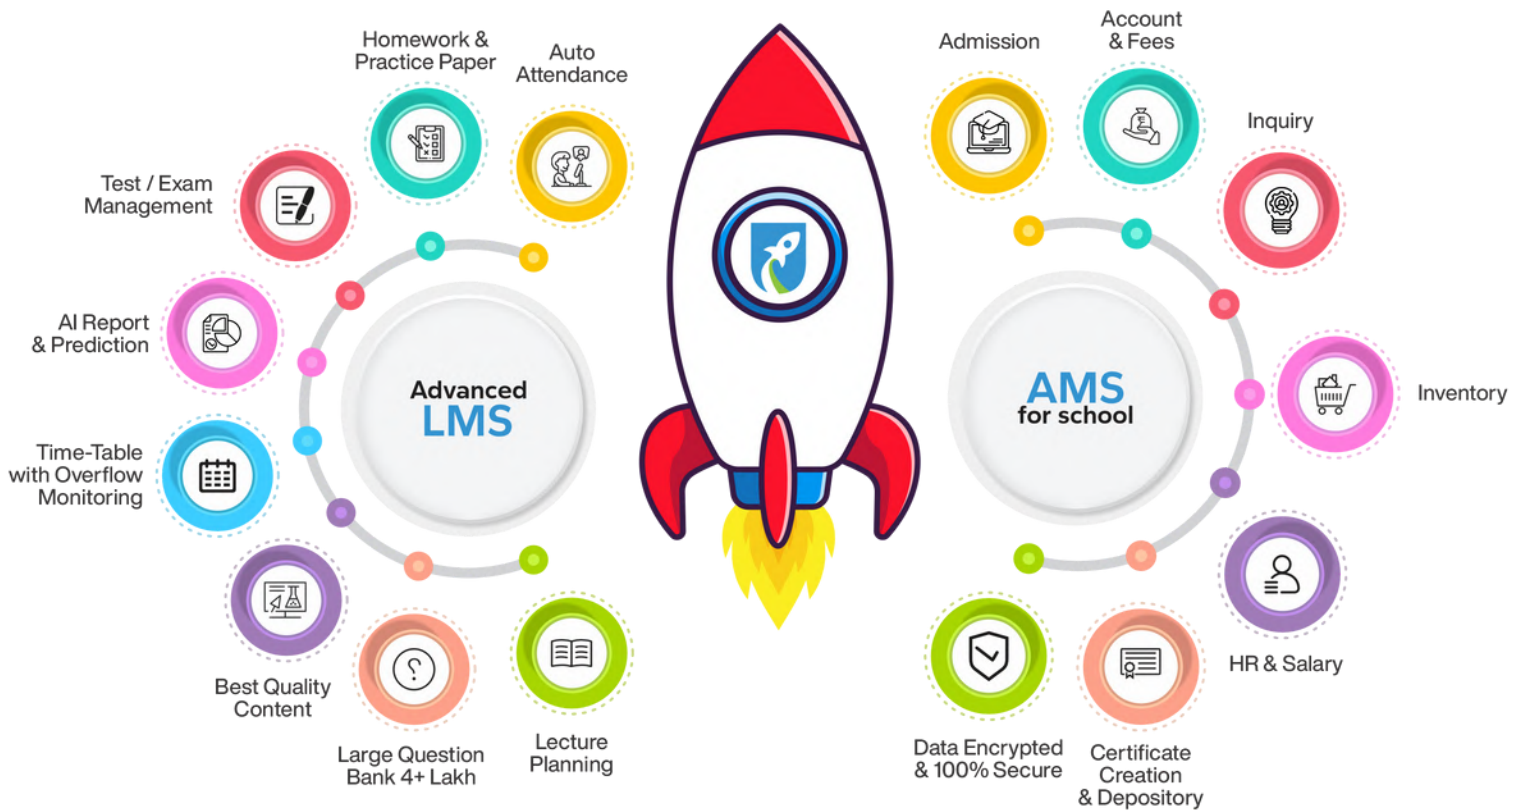 Homework &
Practice Paper
Auto
Attendance
Test / Exam
Management
AI Report
& Prediction
Time-Table
with Overflow
Monitoring
Best Quality
Content
Large Question
Bank 4+ Lakh
Lecture
Planning
Advanced
LMS
Admission
Account
& Fees
Inquiry
Inventory
HR & Salary
Certificate
Creation
& Depository
Data Encrypted
& 100% Secure
AMS
for school